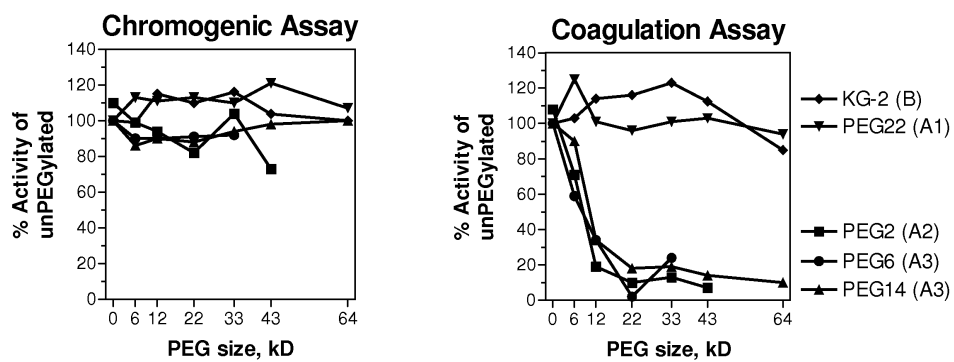 Chromogenic Assay
% Activity of
unPEGylated
140
120
100
80
60
40
20
0
0 6 12 22 33 43 64
PEG size, kD
Coagulation Assay
% Activity of
unPEGylated
140
120
100
80
60
40
20
0
0 6 12 22 33 43 64
PEG size, kD
KG-2 (B)
PEG22 (A1)
PEG2 (A2)
PEG6 (A3)
PEG14 (A3)